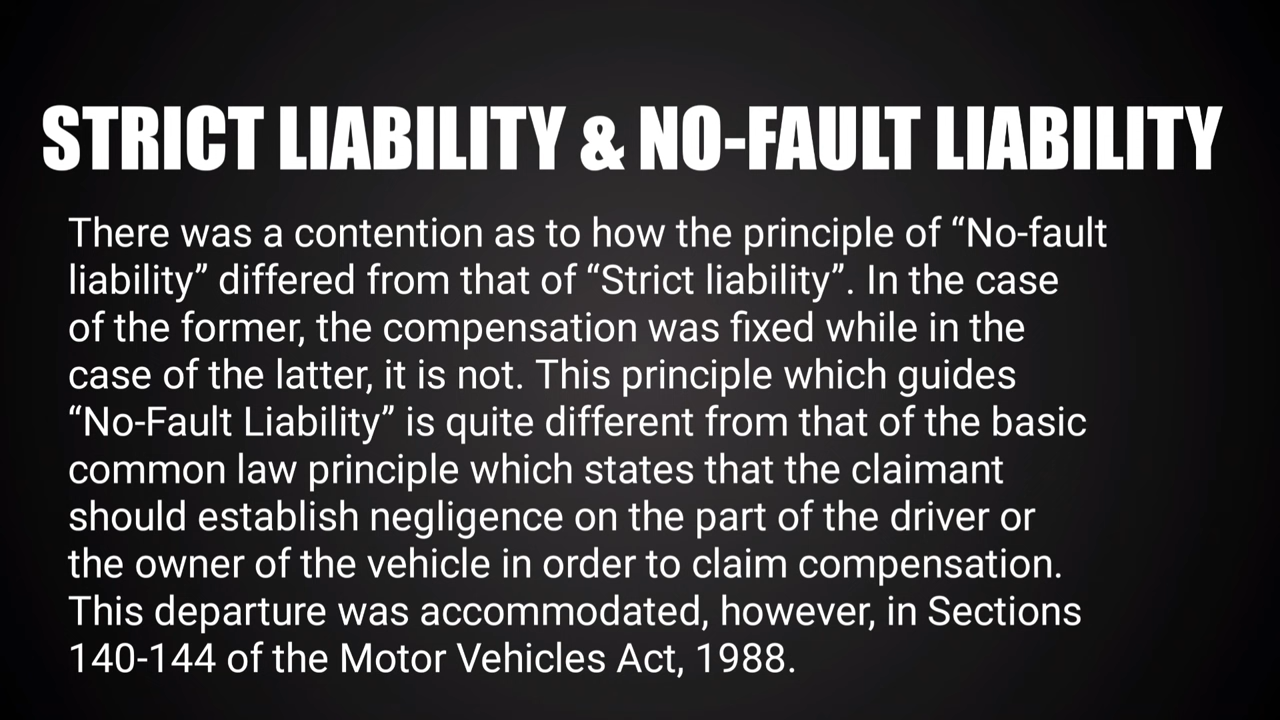 STRICT LIABILITY & NO-FAULT LIABILITY
There was a contention as to how the principle of “No-fault
liability” differed from that of “Strict liability”. In the case
of the former, the compensation was fixed while in the
case of the latter, it is not. This principle which guides
“No-Fault Liability” is quite different from that of the basic
common law principle which states that the claimant
should establish negligence on the part of the driver or
the owner of the vehicle in order to claim compensation.
This departure was accommodated, however, in Sections
140-144 of the Motor Vehicles Act, 1988.